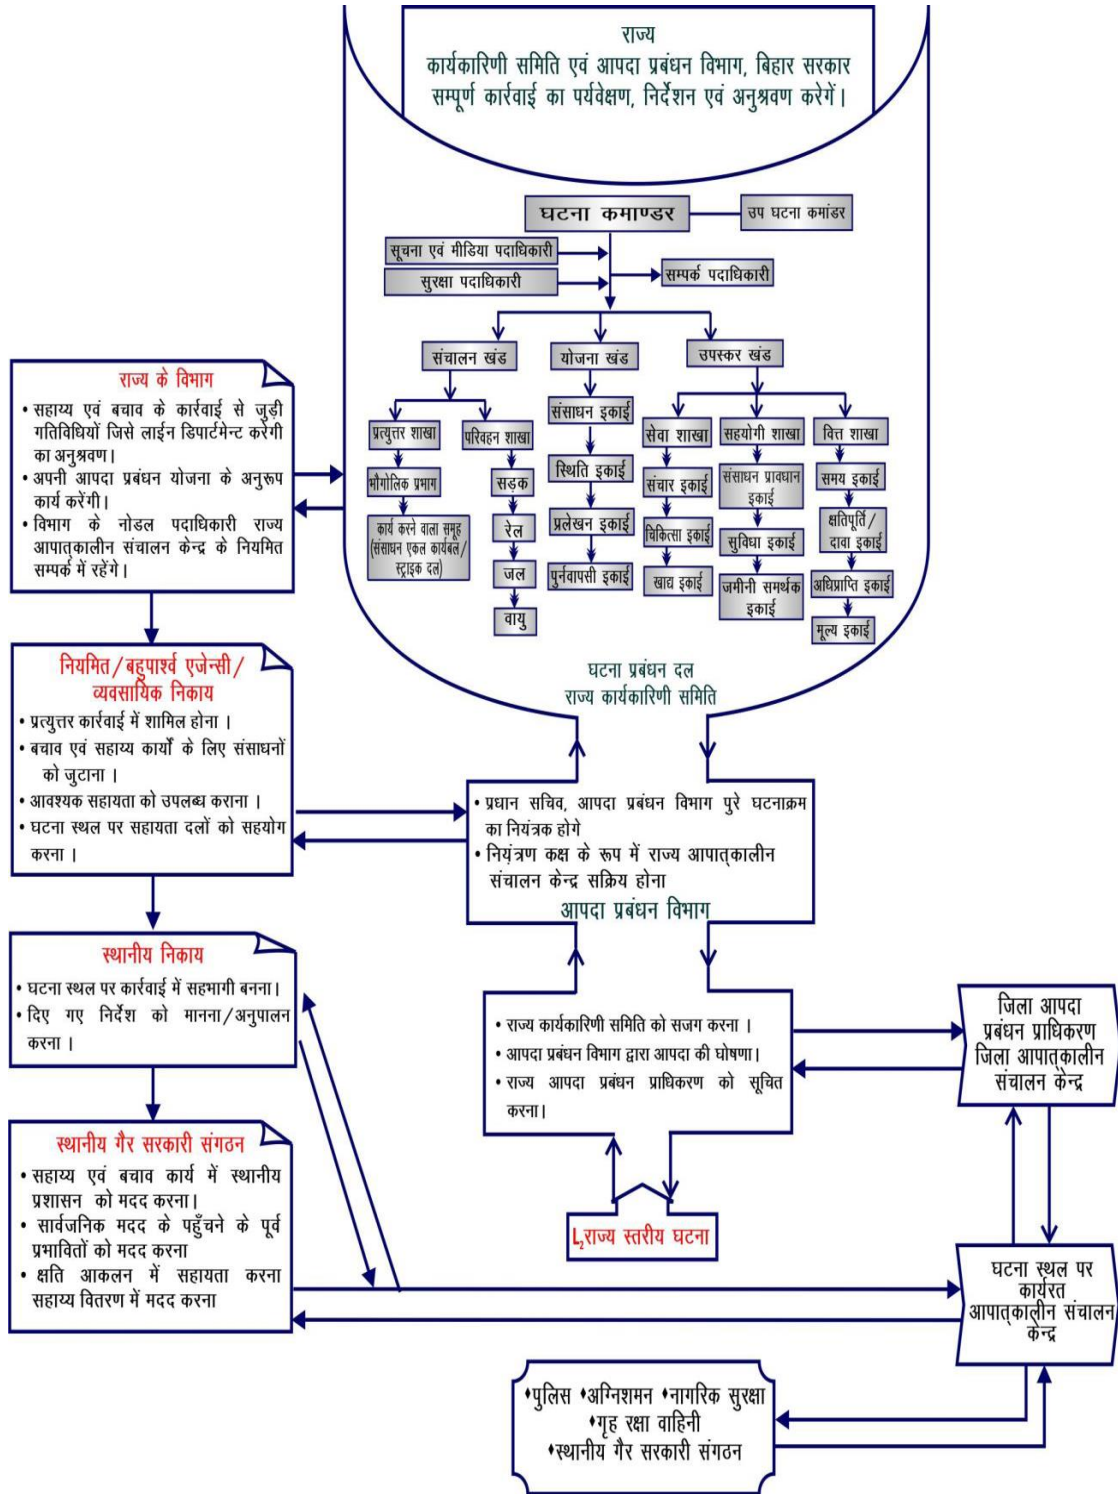 राज्य
कार्यकारिणी समिति एवं आपदा प्रबंधन विभाग, बिहार सरकार
सम्पूर्ण कार्रवाई का पर्यवेक्षण, निर्देशन एवं अनुश्रवण करेगें।
घटना कमाण्डर
उप घटना कमांडर
सूचना एवं मीडिया पदाधिकारी
सम्पर्क पदाधिकारी
सुरक्षा पदाधिकारी
संचालन खंड
योजना खंड
उपस्कर खंड
प्रत्युत्तर शाखा
परिवहन शाखा
भौगोलिक प्रभाग
सड़क
कार्य करने वाला समूह
(संसाधन एकल कार्यबल/
स्ट्राइक दल)
रेल
जल
वायु
संसाधन इकाई
स्थिति इकाई
प्रलेखन इकाई
पुर्नवापसी इकाई
सेवा शाखा
सहयोगी शाखा
वित्त शाखा
संचार इकाई
चिकित्सा इकाई
खाद्य इकाई
संसाधन प्रावधान
इकाई
सुविधा इकाई
जमीनी समर्थक
इकाई
समय इकाई
क्षतिपूर्ति/
दावा इकाई
अधिप्राप्ति इकाई
मूल्य इकाई
घटना प्रबंधन दल
राज्य कार्यकारिणी समिति
राज्य के विभाग
• सहाय्य एवं बचाव के कार्रवाई से जुड़ी
गतिविधियों जिसे लाईन डिपार्टमेन्ट करेगी
का अनुश्रवण।
• अपनी आपदा प्रबंधन योजना के अनुरूप
कार्य करेंगी।
• विभाग के नोडल पदाधिकारी राज्य
आपात्कालीन संचालन केन्द्र के नियमित
सम्पर्क में रहेंगे।
नियमित/बहुपार्श्व एजेन्सी/
व्यवसायिक निकाय
• प्रत्युत्तर कार्रवाई में शामिल होना ।
• बचाव एवं सहाय्य कार्यों के लिए संसाधनों
को जुटाना ।
• आवश्यक सहायता को उपलब्ध कराना ।
• घटना स्थल पर सहायता दलों को सहयोग
करना ।
• प्रधान सचिव, आपदा प्रबंधन विभाग पुरे घटनाक्रम
का नियंत्रक होगे
• नियंत्रण कक्ष के रूप में राज्य आपात्कालीन
संचालन केन्द्र सक्रिय होना
आपदा प्रबंधन विभाग
स्थानीय निकाय
• घटना स्थल पर कार्रवाई में सहभागी बनना।
• दिए गए निर्देश को मानना/अनुपालन
करना ।
• राज्य कार्यकारिणी समिति को सजग करना ।
• आपदा प्रबंधन विभाग द्वारा आपदा की घोषणा।
• राज्य आपदा प्रबंधन प्राधिकरण को सूचित
करना।
जिला आपदा
प्रबंधन प्राधिकरण
जिला आपात्कालीन
संचालन केन्द्र
स्थानीय गैर सरकारी संगठन
• सहाय्य एवं बचाव कार्य में स्थानीय
प्रशासन को मदद करना।
• सार्वजनिक मदद के पहुँचने के पूर्व
प्रभावितों को मदद करना
• क्षति आकलन में सहायता करना
सहाय्य वितरण में मदद करना
L2राज्य स्तरीय घटना
घटना स्थल पर
कार्यरत
आपात्कालीन संचालन
केन्द्र
♦पुलिस ♦अग्निशमन ♦नागरिक सुरक्षा
♦गृह रक्षा वाहिनी
♦स्थानीय गैर सरकारी संगठन